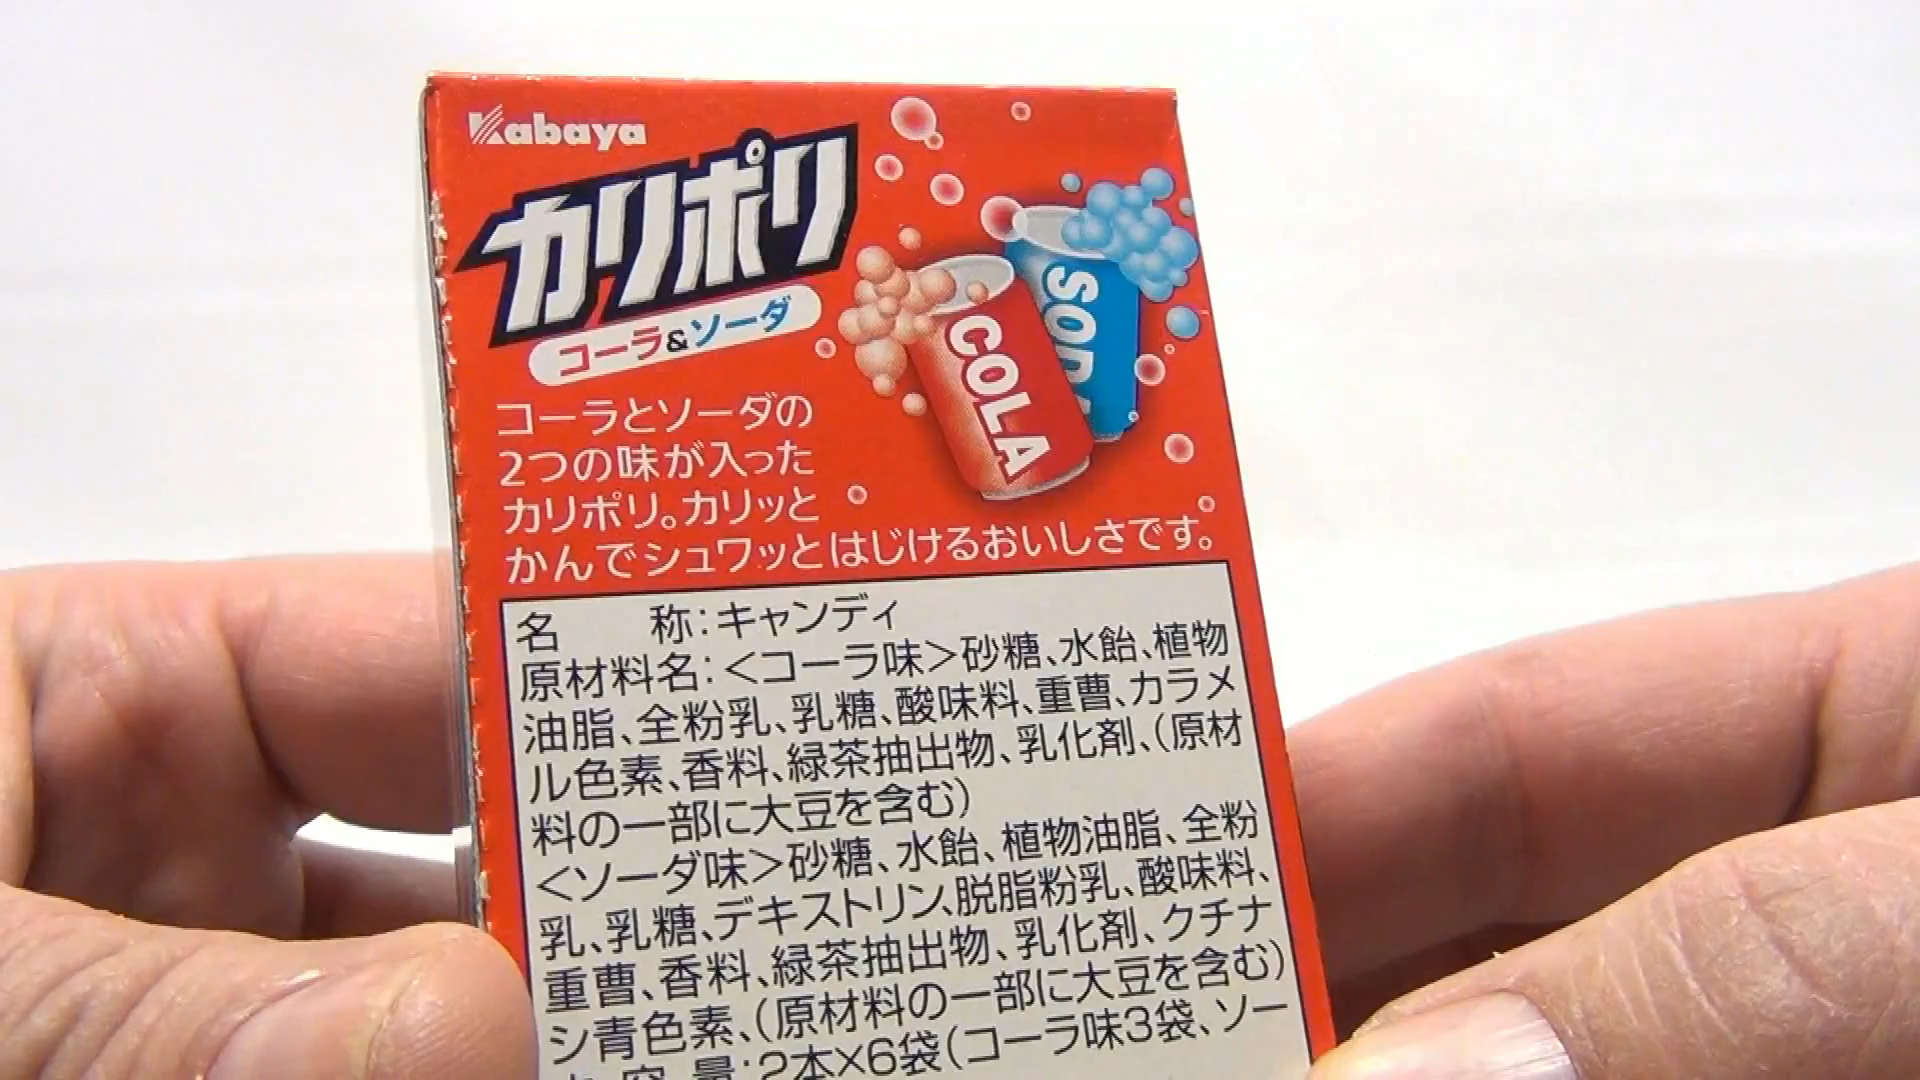 Kabaya
カリポリ
コーラ&ソーダ
COLA
SODA
コーラとソーダの
2つの味が入った
カリポリ。カリッと
かんでシュワッとはじけるおいしさです。
名　　称:キャンディ
原材料名:<コーラ味>砂糖、水飴、植物
油脂、全粉乳、乳糖、酸味料、重曹、カラメ
ル色素、香料、緑茶抽出物、乳化剤、(原材
料の一部に大豆を含む)
<ソーダ味>砂糖、水飴、植物油脂、全粉
乳、乳糖、デキストリン、脱脂粉乳、酸味料、
重曹、香料、緑茶抽出物、乳化剤、クチナ
シ青色素、(原材料の一部に大豆を含む)
容 量:2本×6袋(コーラ味3袋、ソー